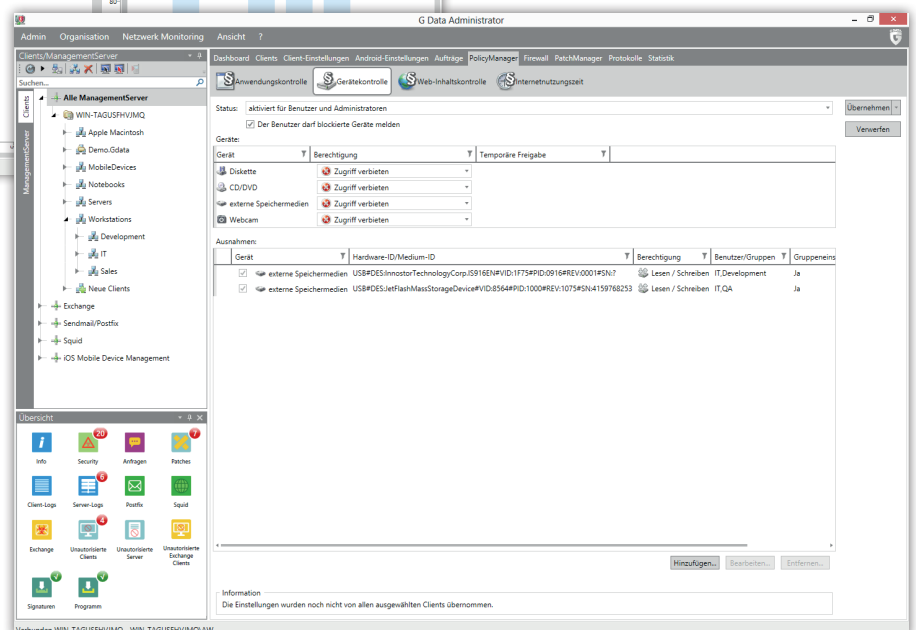 80
G Data Administrator
Admin Organisation Netzwerk Monitoring Ansicht ?
Clients/ManagementServer
Suchen...
Clients
ManagementServer
Alle ManagementServer
WIN-TAGUSFHVJMQ
Apple Macintosh
Demo.Gdata
MobileDevices
Notebooks
Servers
Workstations
Development
IT
Sales
Neue Clients
Exchange
Sendmail/Postfix
Squid
iOS Mobile Device Management
Übersicht
Info
20
Security
Anfragen
7
Patches
Client-Logs
6
Server-Logs
Postfix
Squid
Exchange
4
Unautorisierte Clients
Unautorisierte Server
Unautorisierte Exchange Clients
Signaturen
Programm
Dashboard Clients Client-Einstellungen Android-Einstellungen Aufträge PolicyManager Firewall PatchManager Protokolle Statistik
Anwendungskontrolle Gerätekontrolle Web-Inhaltskontrolle Internetnutzungszeit
Status: aktiviert für Benutzer und Administratoren
Übernehmen
Der Benutzer darf blockierte Geräte melden
Verwerfen
Geräte:
Gerät Berechtigung Temporäre Freigabe
Diskette Zugriff verbieten
CD/DVD Zugriff verbieten
externe Speichermedien Zugriff verbieten
Webcam Zugriff verbieten
Ausnahmen:
Gerät Hardware-ID/Medium-ID Berechtigung Benutzer/Gruppen Gruppeneins
externe Speichermedien USB#DES:InnostorTechnologyCorp.IS916EN#VID:1F75#PID:0916#REV:0001#SN:? Lesen / Schreiben IT,Development Ja
externe Speichermedien USB#DES:JetFlashMassStorageDevice#VID:8564#PID:1000#REV:1075#SN:4159768253 Lesen / Schreiben IT,QA Ja
Hinzufügen... Bearbeiten... Entfernen...
Information
Die Einstellungen wurden noch nicht von allen ausgewählten Clients übernommen.